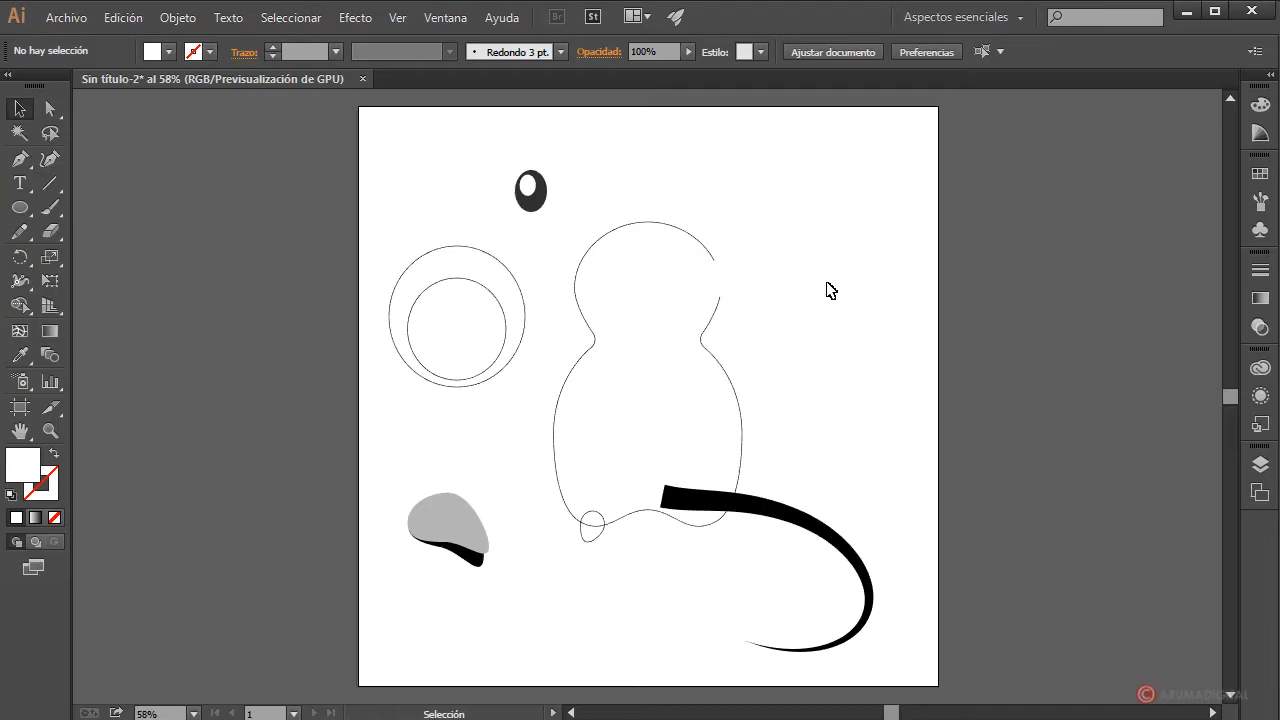 Ai Archivo Edición Objeto Texto Seleccionar Efecto Ver Ventana Ayuda Br St Aspectos esenciales
No hay selección Trazo: Redondo 3 pt. Opacidad: 100% Estilo: Ajustar documento Preferencias
Sin título-2* al 58% (RGB/Previsualización de GPU)
T
© AFUMADIGITAL
58% 1 Selección